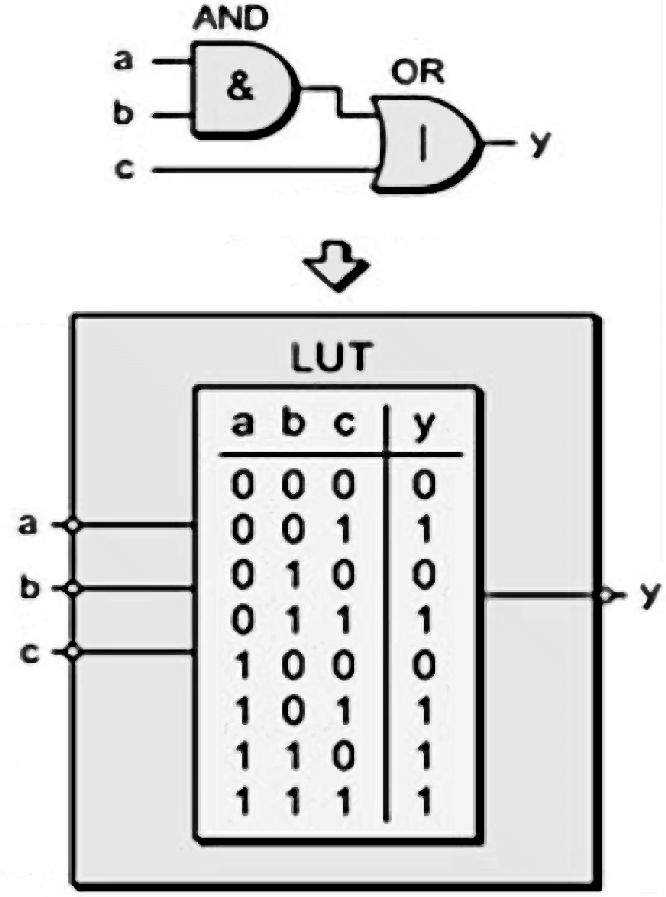 AND
a
&
OR
b
|
y
c
LUT
a b c y
0 0 0 0
0 0 1 1
0 1 0 0
0 1 1 1
1 0 0 0
1 0 1 1
1 1 0 1
1 1 1 1
a
b
c
y